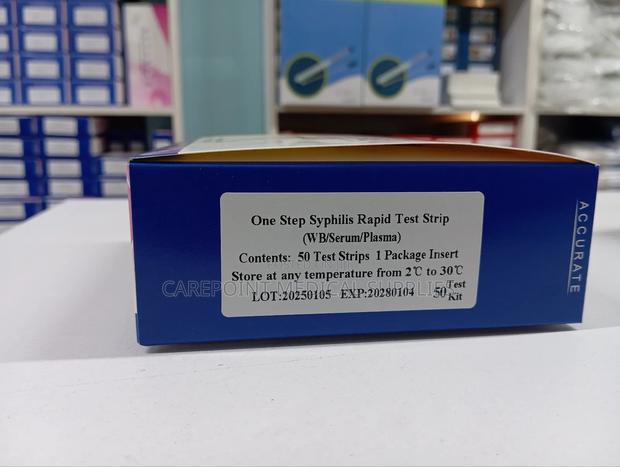 One Step Syphilis Rapid Test Strip
(WB/Serum/Plasma)
Contents: 50 Test Strips 1 Package Insert
Store at any temperature from 2℃ to 30℃
CAREPOINT MEDICAL SUPPLIES
LOT:20250105 EXP:20280104 50 Test/Kit
ACCURATE